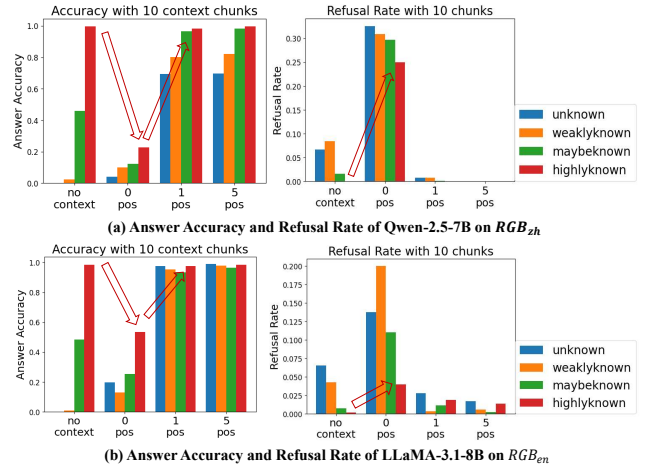 Accuracy with 10 context chunks
Answer Accuracy
1.0
0.8
0.6
0.4
0.2
0.0
no context
0 pos
1 pos
5 pos
Refusal Rate with 10 chunks
Refusal Rate
0.30
0.25
0.20
0.15
0.10
0.05
0.00
no context
0 pos
1 pos
5 pos
unknown
weaklyknown
maybeknown
highlyknown
(a) Answer Accuracy and Refusal Rate of Qwen-2.5-7B on RGB_zh
Accuracy with 10 context chunks
Answer Accuracy
1.0
0.8
0.6
0.4
0.2
0.0
no context
0 pos
1 pos
5 pos
Refusal Rate with 10 chunks
Refusal Rate
0.200
0.175
0.150
0.125
0.100
0.075
0.050
0.025
0.000
no context
0 pos
1 pos
5 pos
unknown
weaklyknown
maybeknown
highlyknown
(b) Answer Accuracy and Refusal Rate of LLaMA-3.1-8B on RGB_en